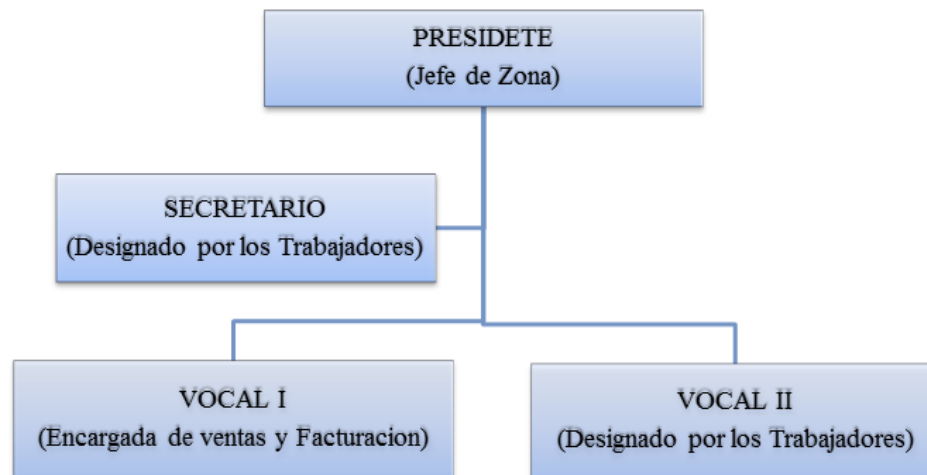 PRESIDETE
(Jefe de Zona)
SECRETARIO
(Designado por los Trabajadores)
VOCAL I
(Encargada de ventas y Facturacion)
VOCAL II
(Designado por los Trabajadores)